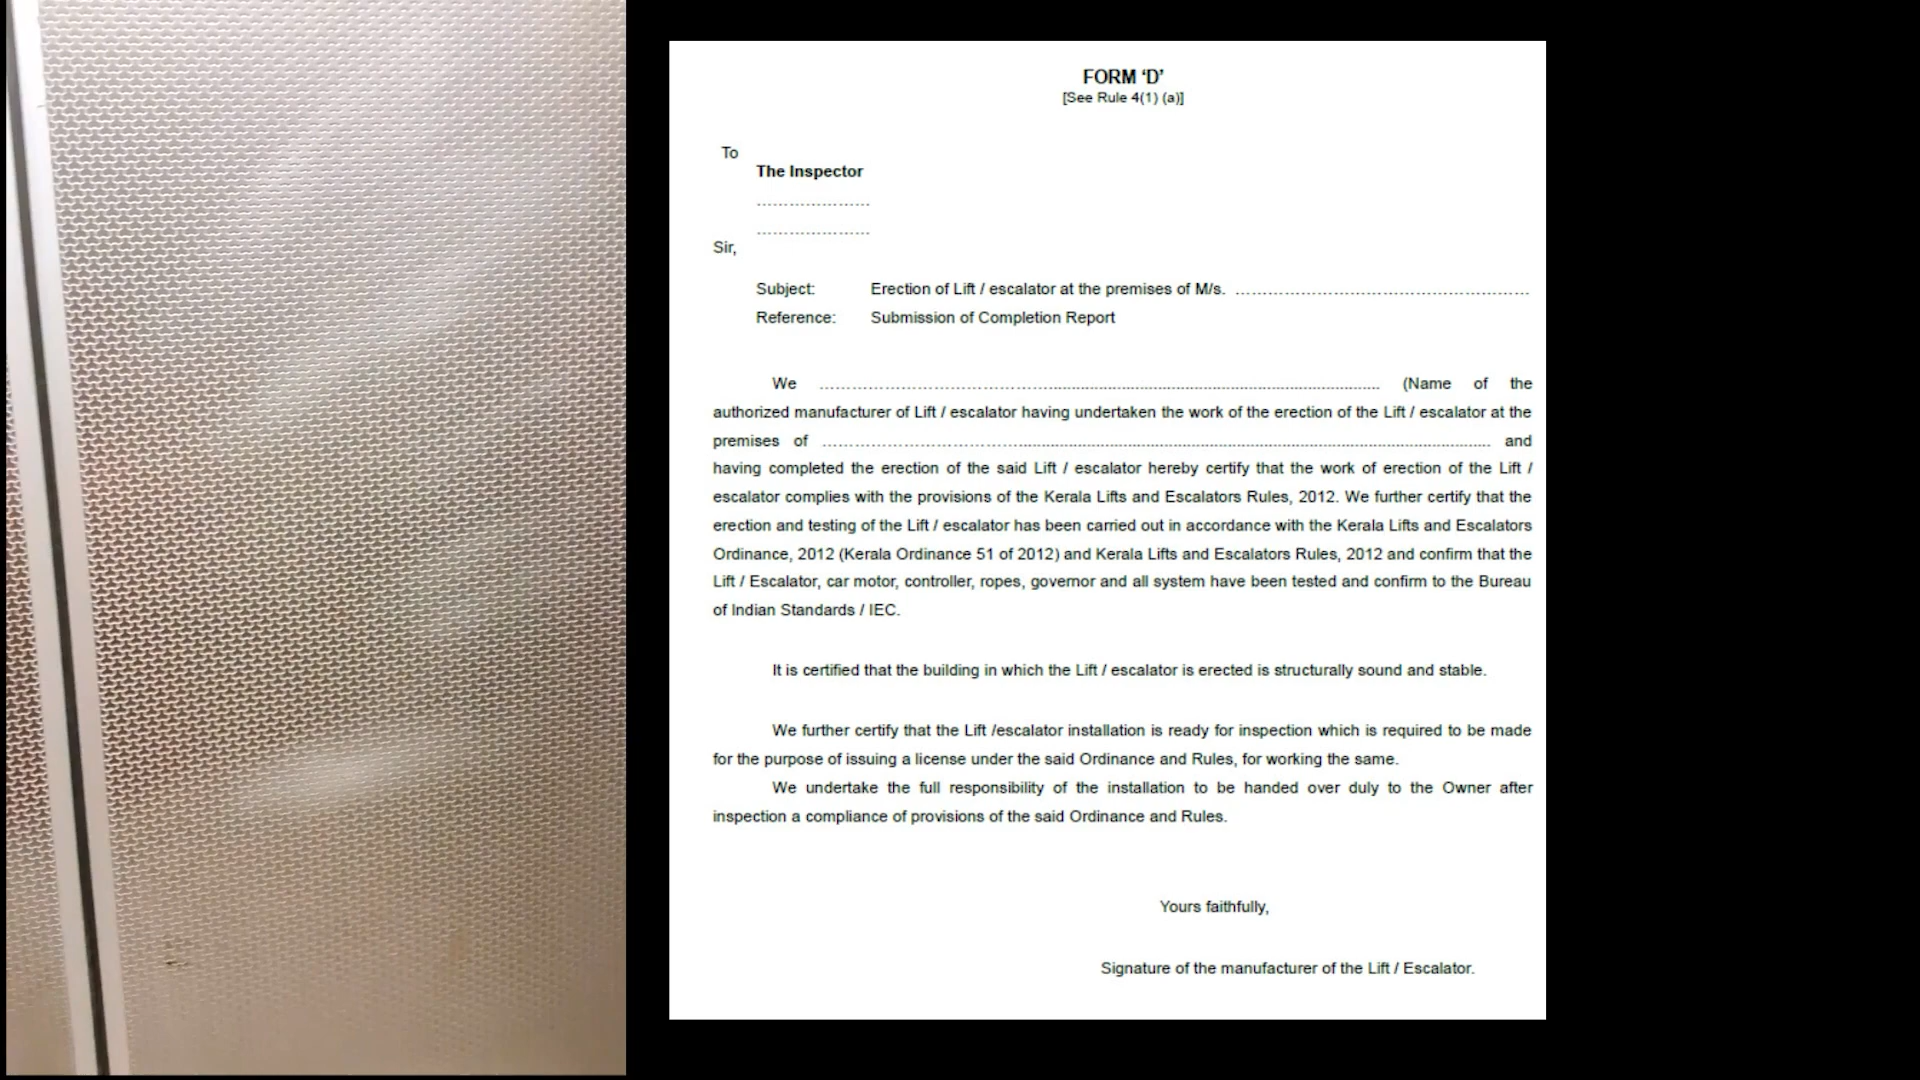 FORM ‘D’
[See Rule 4(1) (a)]
To
The Inspector
.....................
.....................
Sir,
Subject: Erection of Lift / escalator at the premises of M/s. ......................................................
Reference: Submission of Completion Report
We ........................................................................................................ (Name of the
authorized manufacturer of Lift / escalator having undertaken the work of the erection of the Lift / escalator at the
premises of ............................................................................................................................ and
having completed the erection of the said Lift / escalator hereby certify that the work of erection of the Lift /
escalator complies with the provisions of the Kerala Lifts and Escalators Rules, 2012. We further certify that the
erection and testing of the Lift / escalator has been carried out in accordance with the Kerala Lifts and Escalators
Ordinance, 2012 (Kerala Ordinance 51 of 2012) and Kerala Lifts and Escalators Rules, 2012 and confirm that the
Lift / Escalator, car motor, controller, ropes, governor and all system have been tested and confirm to the Bureau
of Indian Standards / IEC.
It is certified that the building in which the Lift / escalator is erected is structurally sound and stable.
We further certify that the Lift /escalator installation is ready for inspection which is required to be made
for the purpose of issuing a license under the said Ordinance and Rules, for working the same.
We undertake the full responsibility of the installation to be handed over duly to the Owner after
inspection a compliance of provisions of the said Ordinance and Rules.
Yours faithfully,
Signature of the manufacturer of the Lift / Escalator.